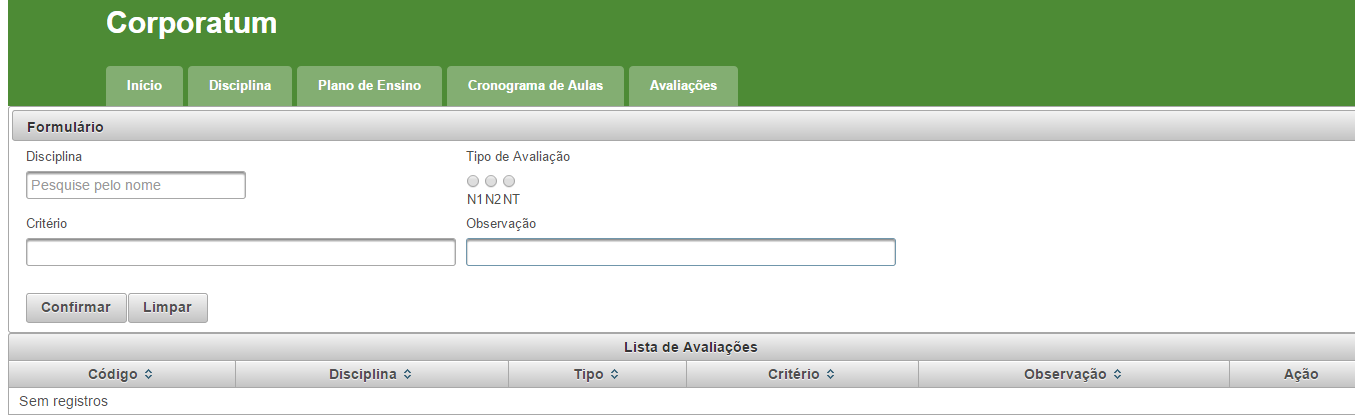 Corporatum
Início Disciplina Plano de Ensino Cronograma de Aulas Avaliações
Formulário
Disciplina Tipo de Avaliação
Pesquise pelo nome
N1 N2 NT
Critério Observação
Confirmar Limpar
Lista de Avaliações
Código Disciplina Tipo Critério Observação Ação
Sem registros